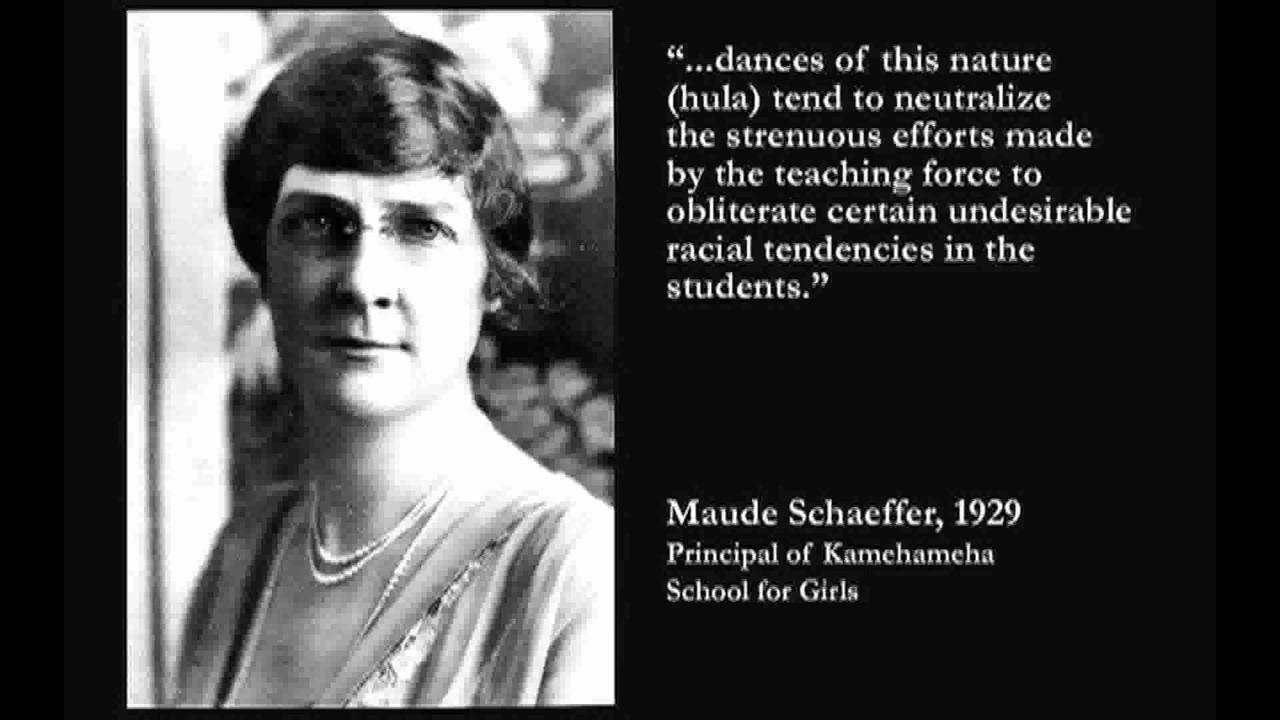 “...dances of this nature
(hula) tend to neutralize
the strenuous efforts made
by the teaching force to
obliterate certain undesirable
racial tendencies in the
students.”
Maude Schaeffer, 1929
Principal of Kamehameha
School for Girls